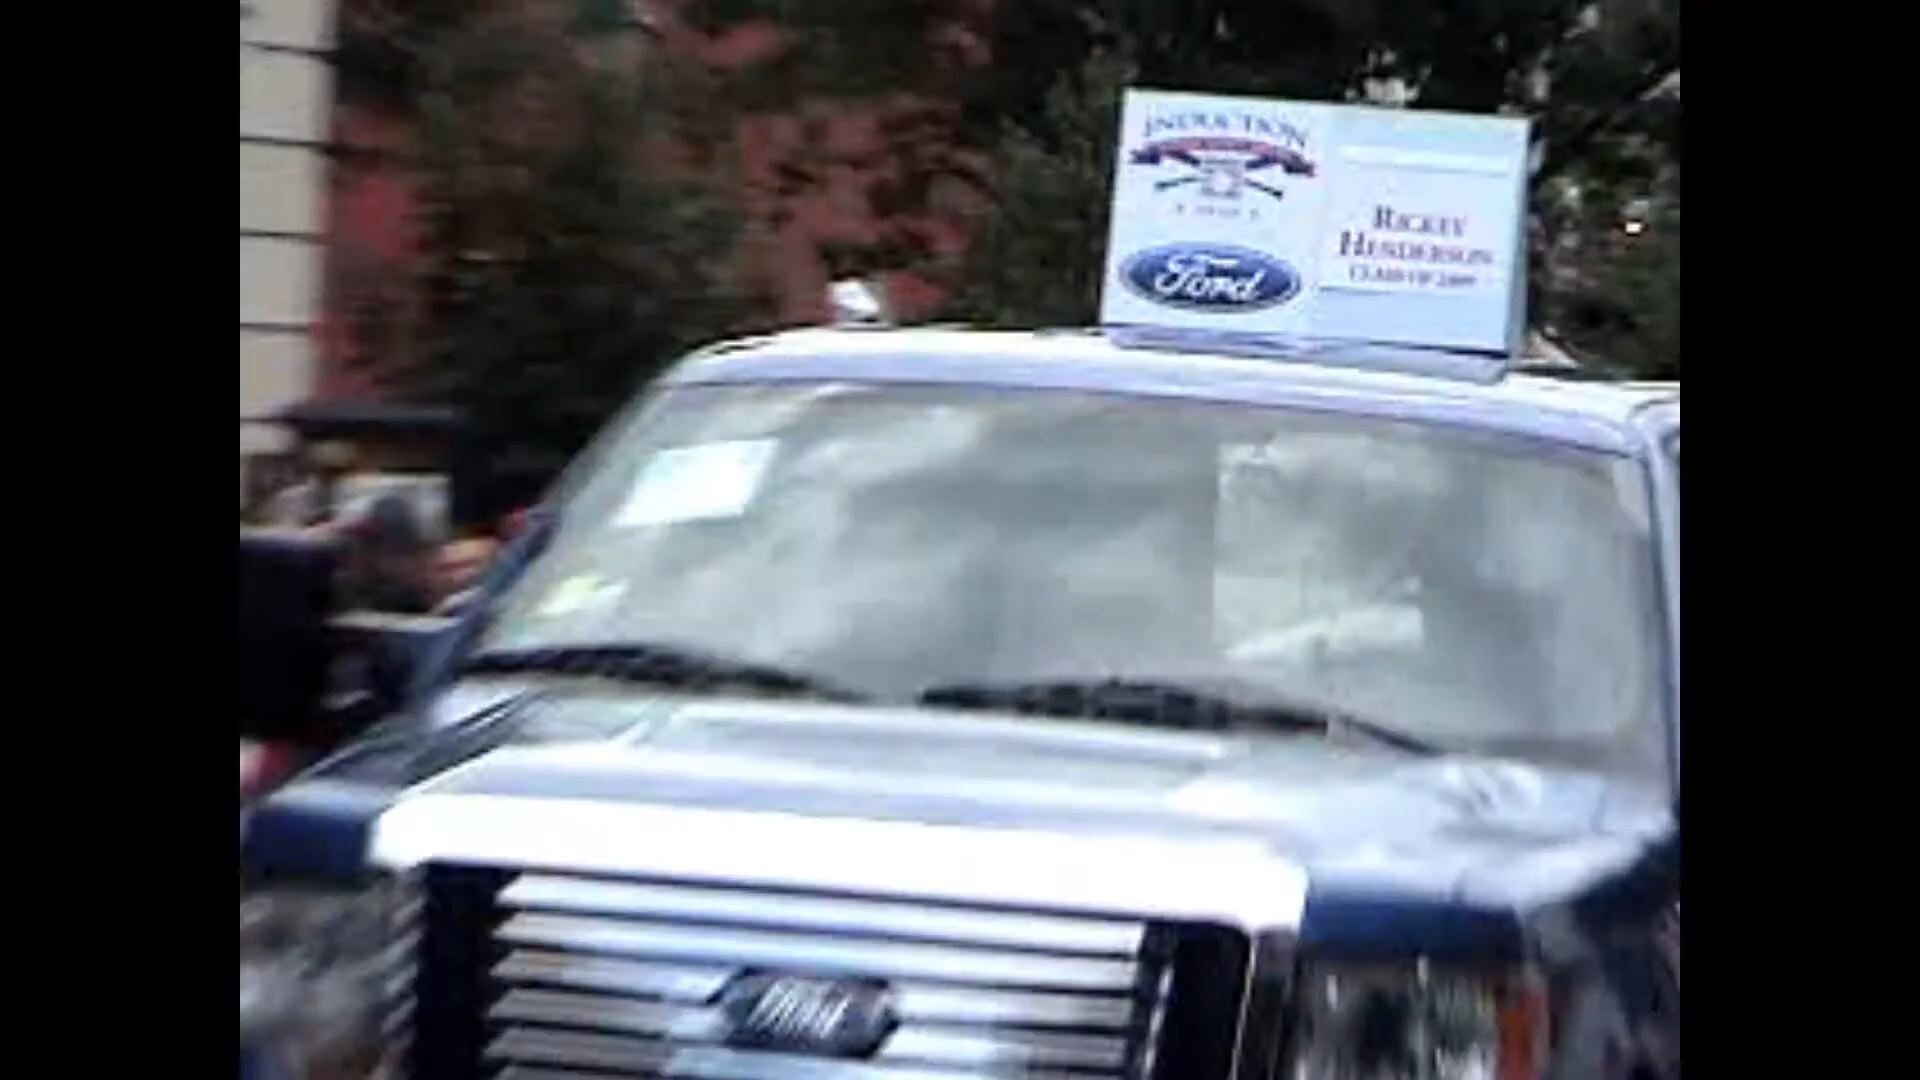 INDUCTION
Ford
RICKEY
HENDERSON
CLASS OF 2009